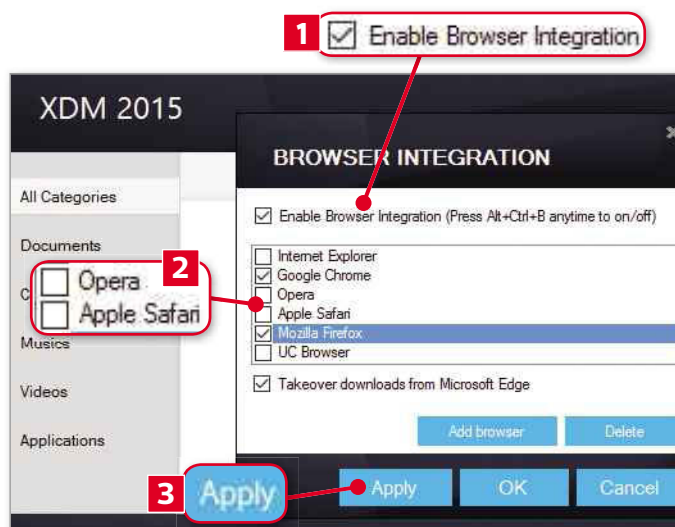 1 Enable Browser Integration
XDM 2015
BROWSER INTEGRATION
All Categories
Enable Browser Integration (Press Alt+Ctrl+B anytime to on/off)
Documents
Internet Explorer
Google Chrome
Opera
Apple Safari
Mozilla Firefox
UC Browser
2
Opera
Apple Safari
C
Musics
Videos
Applications
Takeover downloads from Microsoft Edge
Add browser Delete
3 Apply
Apply OK Cancel